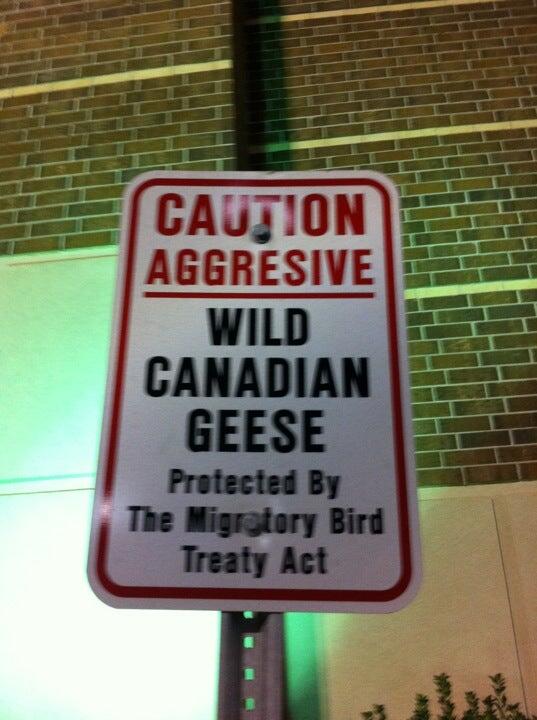 CAUTION
AGGRESIVE
WILD
CANADIAN
GEESE
Protected By
The Migratory Bird
Treaty Act